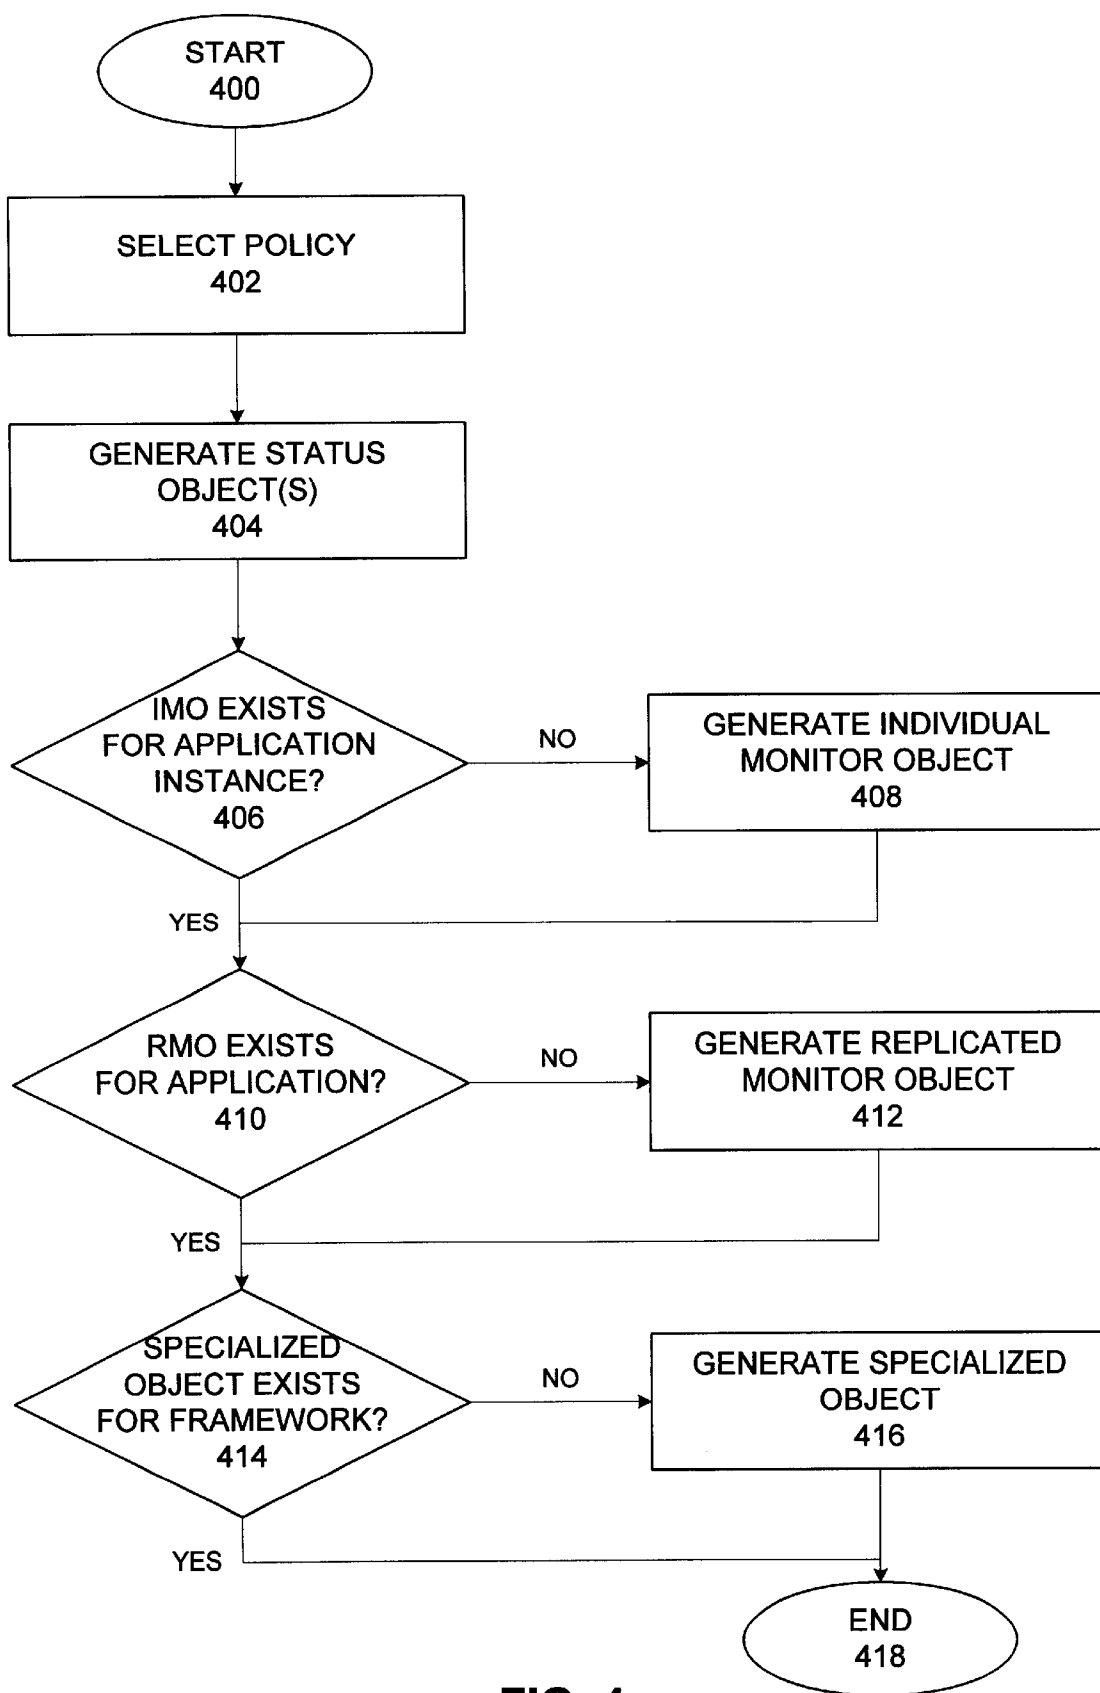 START
400
SELECT POLICY
402
GENERATE STATUS
OBJECT(S)
404
IMO EXISTS
FOR APPLICATION
INSTANCE?
406
NO
GENERATE INDIVIDUAL
MONITOR OBJECT
408
YES
RMO EXISTS
FOR APPLICATION?
410
NO
GENERATE REPLICATED
MONITOR OBJECT
412
YES
SPECIALIZED
OBJECT EXISTS
FOR FRAMEWORK?
414
NO
GENERATE SPECIALIZED
OBJECT
416
YES
END
418